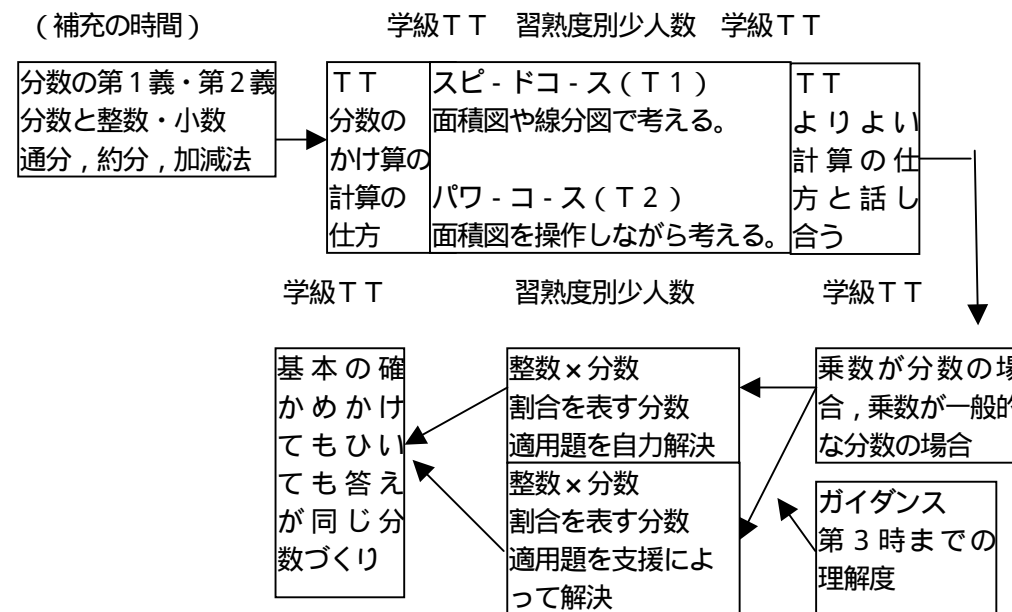 （補充の時間） 学級ＴＴ 習熟度別少人数 学級ＴＴ
分数の第１義・第２義
分数と整数・小数
通分，約分，加減法
ＴＴ
分数の
かけ算の
計算の
仕方
スピ-ドコ-ス（Ｔ１）
面積図や線分図で考える。
パワ-コ-ス（Ｔ２）
面積図を操作しながら考える。
ＴＴ
よりよい
計算の仕
方と話し
合う
学級ＴＴ 習熟度別少人数 学級ＴＴ
基本の確
かめかけ
てもひい
ても答え
が同じ分
数づくり
整数×分数
割合を表す分数
適用題を自力解決
整数×分数
割合を表す分数
適用題を支援によ
って解決
乗数が分数の場
合，乗数が一般的
な分数の場合
ガイダンス
第３時までの
理解度